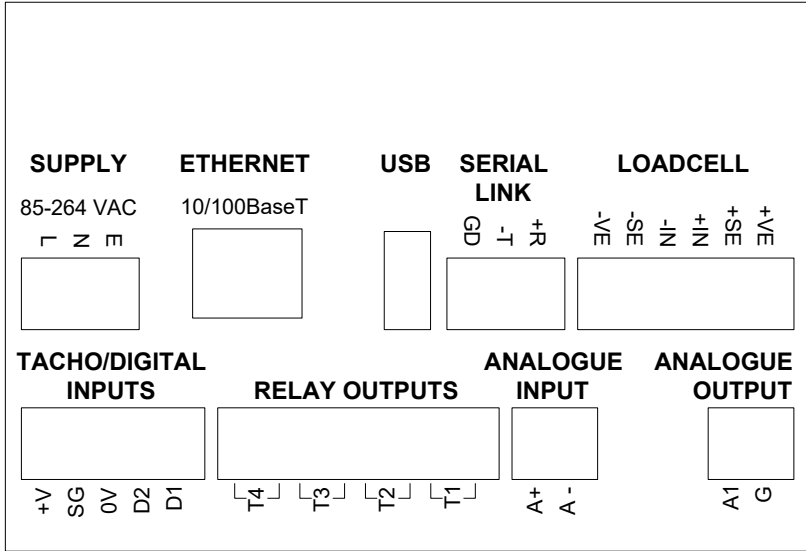 SUPPLY
85-264 VAC
L N E
ETHERNET
10/100BaseT
USB
SERIAL
LINK
GD -T +R
LOADCELL
-VE -SE -IN +IN +SE +VE
TACHO/DIGITAL
INPUTS
+V SG 0V D2 D1
RELAY OUTPUTS
T4 T3 T2 T1
ANALOGUE
INPUT
A+ A -
ANALOGUE
OUTPUT
A1 G